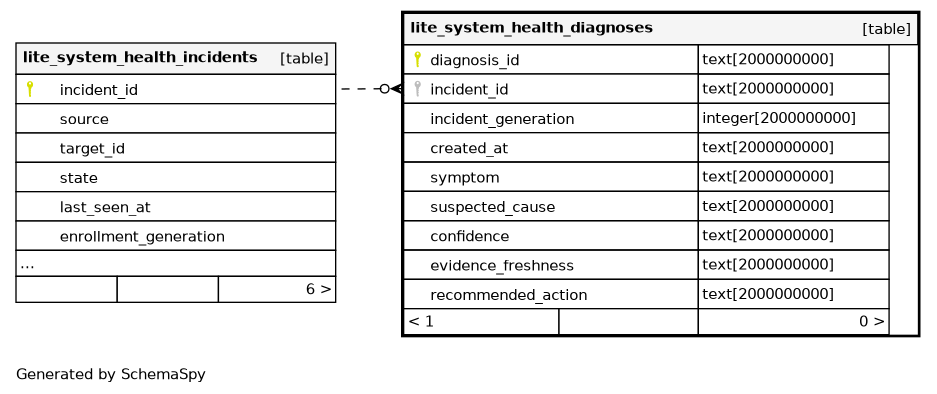 lite_system_health_incidents [table]
incident_id
source
target_id
state
last_seen_at
enrollment_generation
...
6 >
lite_system_health_diagnoses [table]
diagnosis_id text[2000000000]
incident_id text[2000000000]
incident_generation integer[2000000000]
created_at text[2000000000]
symptom text[2000000000]
suspected_cause text[2000000000]
confidence text[2000000000]
evidence_freshness text[2000000000]
recommended_action text[2000000000]
< 1 0 >
Generated by SchemaSpy